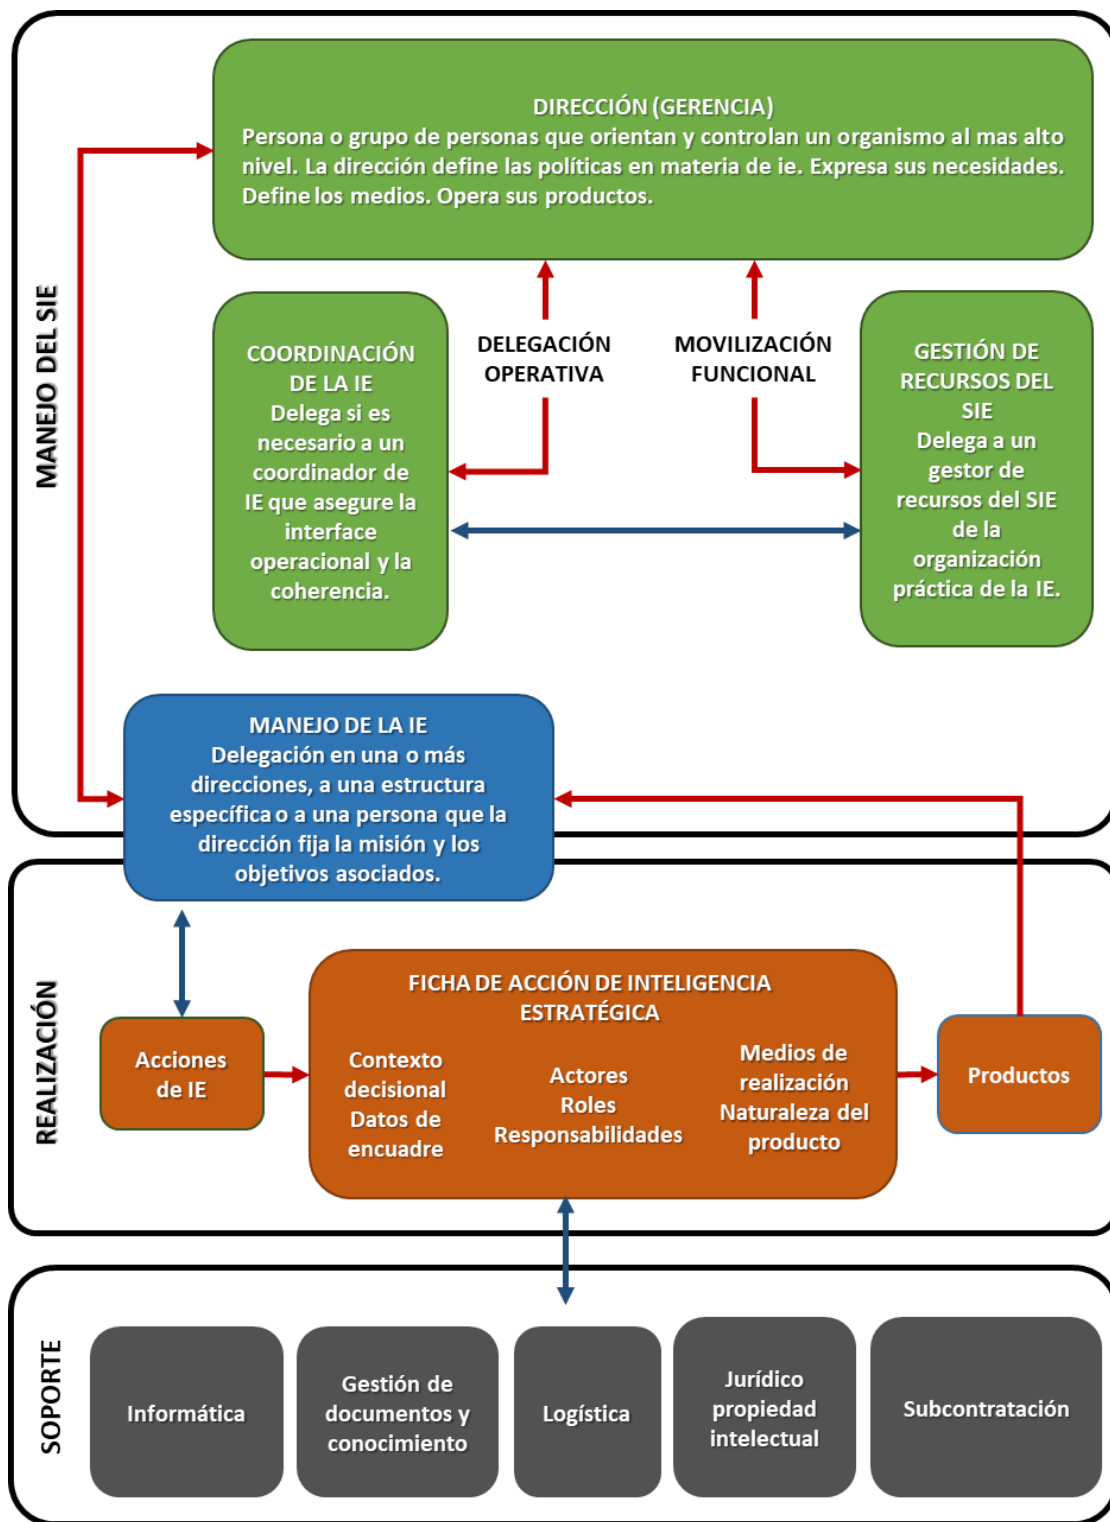 MANEJO DEL SIE
DIRECCIÓN (GERENCIA)
Persona o grupo de personas que orientan y controlan un organismo al mas alto
nivel. La dirección define las políticas en materia de ie. Expresa sus necesidades.
Define los medios. Opera sus productos.
COORDINACIÓN
DE LA IE
Delega si es
necesario a un
coordinador de
IE que asegure la
interface
operacional y la
coherencia.
DELEGACIÓN
OPERATIVA
MOVILIZACIÓN
FUNCIONAL
GESTIÓN DE
RECURSOS DEL
SIE
Delega a un
gestor de
recursos del SIE
de la
organización
práctica de la IE.
MANEJO DE LA IE
Delegación en una o más
direcciones, a una estructura
específica o a una persona que la
dirección fija la misión y los
objetivos asociados.
REALIZACIÓN
Acciones
de IE
FICHA DE ACCIÓN DE INTELIGENCIA
ESTRATÉGICA
Contexto
decisional
Datos de
encuadre
Actores
Roles
Responsabilidades
Medios de
realización
Naturaleza del
producto
Productos
SOPORTE
Informática
Gestión de
documentos y
conocimiento
Logística
Jurídico
propiedad
intelectual
Subcontratación